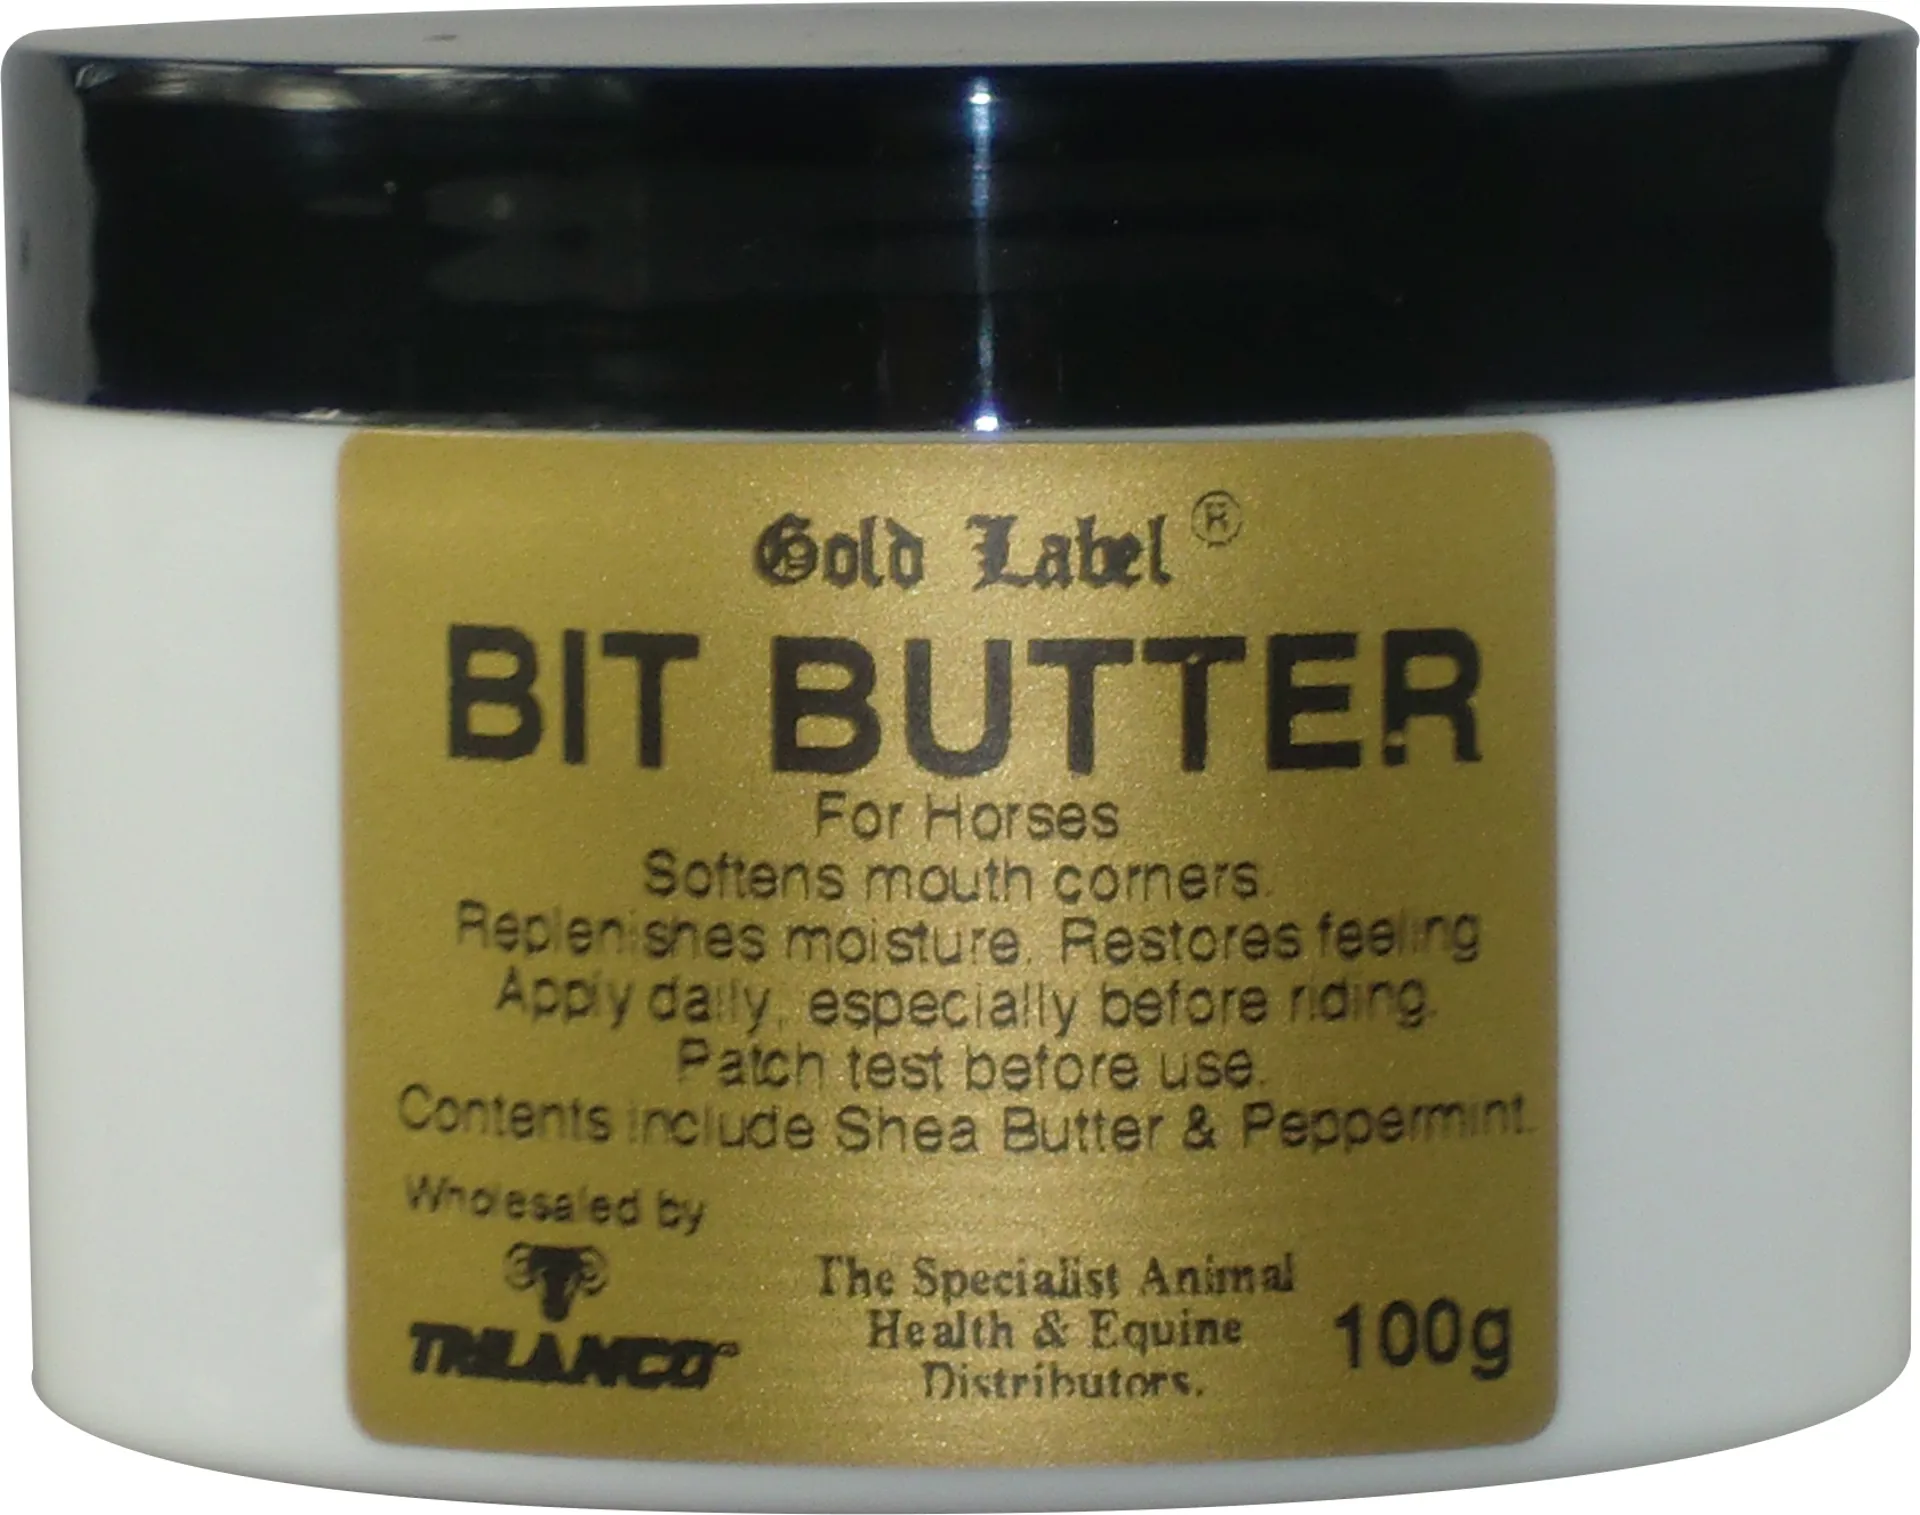 Gold Label ®
BIT BUTTER
For Horses
Softens mouth corners.
Replenishes moisture. Restores feeling
Apply daily, especially before riding.
Patch test before use.
Contents include Shea Butter & Peppermint.
Wholesaled by
TRILANCO™
The Specialist Animal
Health & Equine
Distributors.
100g